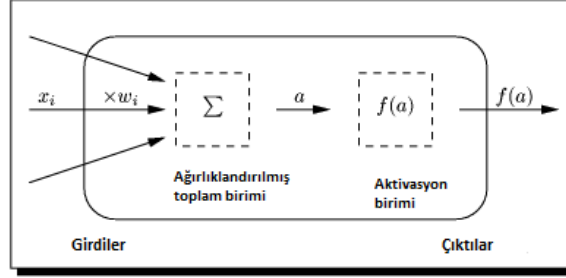 x_i ×w_i Σ a f(a) f(a)
Ağırlıklandırılmış
toplam birimi
Aktivasyon
birimi
Girdiler Çıktılar